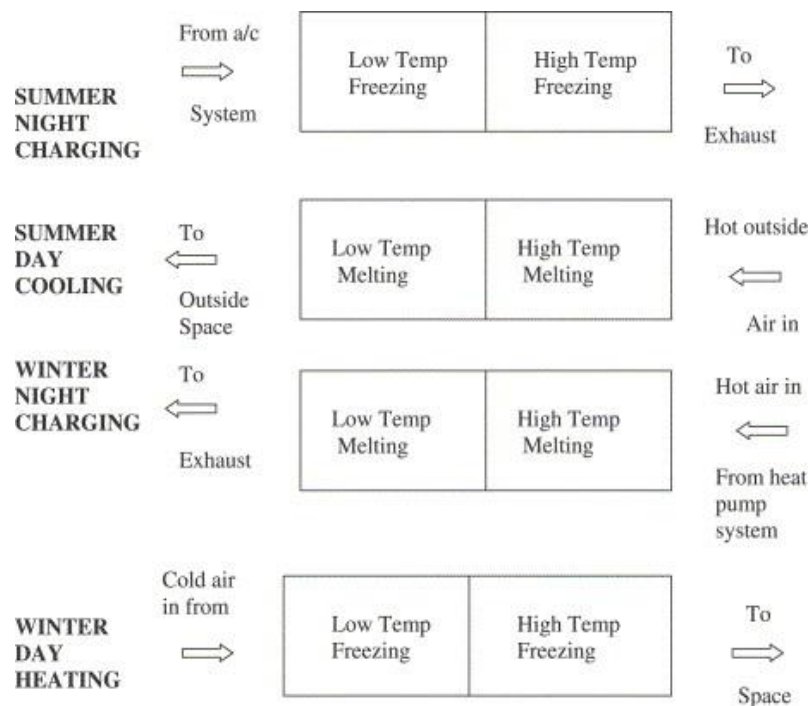 From a/c
SUMMER
NIGHT
CHARGING
System
Low Temp
Freezing
High Temp
Freezing
To
Exhaust
SUMMER
DAY
COOLING
To
Outside
Space
Low Temp
Melting
High Temp
Melting
Hot outside
Air in
WINTER
NIGHT
CHARGING
To
Exhaust
Low Temp
Melting
High Temp
Melting
Hot air in
From heat
pump
system
WINTER
DAY
HEATING
Cold air
in from
Low Temp
Freezing
High Temp
Freezing
To
Space